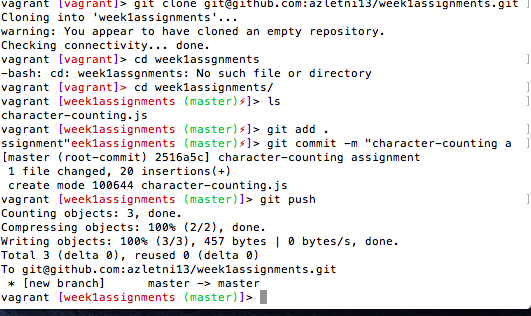 vagrant [vagrant]> git clone git@github.com:azletni13/week1assignments.git ]
Cloning into 'week1assignments'...
warning: You appear to have cloned an empty repository.
Checking connectivity... done.
vagrant [vagrant]> cd week1assgnments ]
-bash: cd: week1assgnments: No such file or directory
vagrant [vagrant]> cd week1assignments/ ]
vagrant [week1assignments (master)⚡]> ls ]
character-counting.js
vagrant [week1assignments (master)⚡]> git add . ]
ssignment"eek1assignments (master)⚡]> git commit -m "character-counting a ]
[master (root-commit) 2516a5c] character-counting assignment
1 file changed, 20 insertions(+)
create mode 100644 character-counting.js
vagrant [week1assignments (master)]> git push ]
Counting objects: 3, done.
Compressing objects: 100% (2/2), done.
Writing objects: 100% (3/3), 457 bytes | 0 bytes/s, done.
Total 3 (delta 0), reused 0 (delta 0)
To git@github.com:azletni13/week1assignments.git
* [new branch] master -> master
vagrant [week1assignments (master)]>